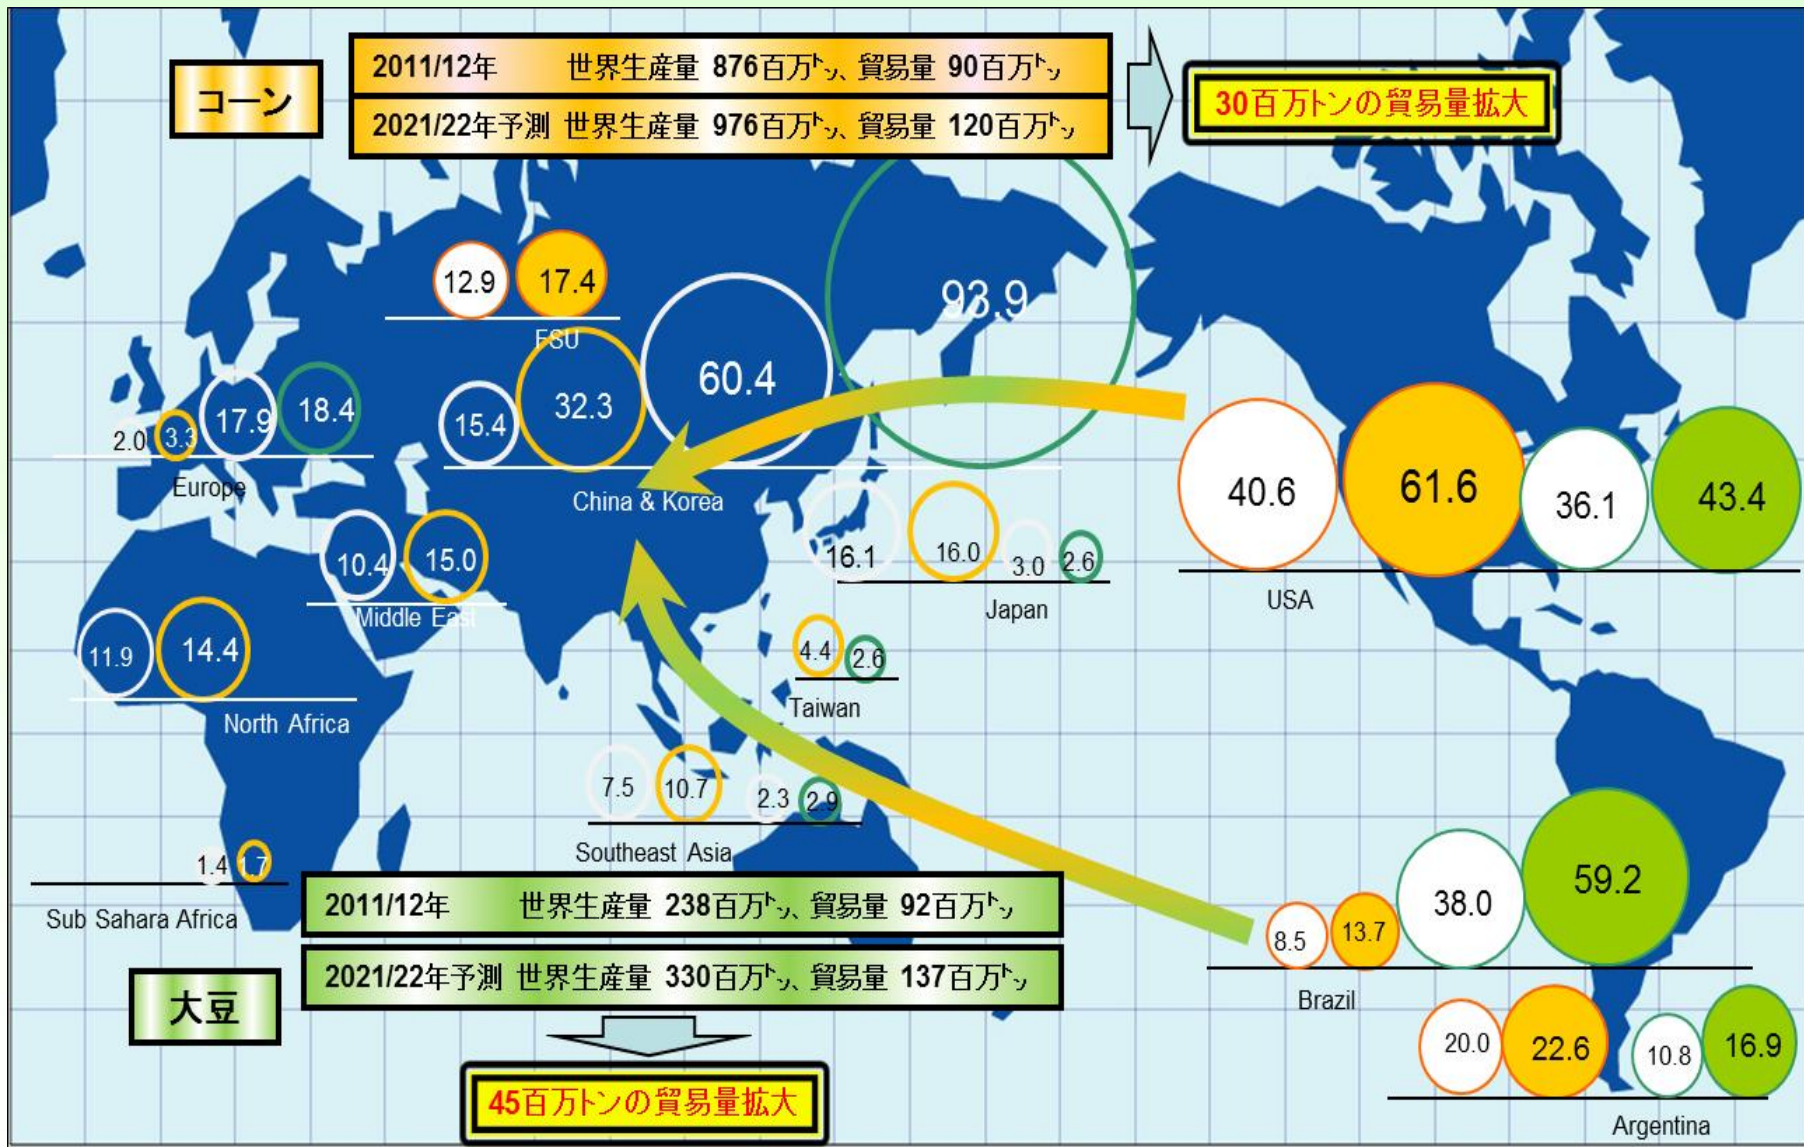 コーン
2011/12年 世界生産量 876百万㌧、貿易量 90百万㌧
2021/22年予測 世界生産量 976百万㌧、貿易量 120百万㌧
30百万トンの貿易量拡大
12.9 17.4
FSU
93.9
15.4 32.3 60.4
China & Korea
2.0 3.3 17.9 18.4
Europe
10.4 15.0
Middle East
16.1 16.0 3.0 2.6
Japan
40.6 61.6 36.1 43.4
USA
11.9 14.4
North Africa
4.4 2.6
Taiwan
7.5 10.7 2.3 2.9
Southeast Asia
1.4 1.7
Sub Sahara Africa
8.5 13.7 38.0 59.2
Brazil
20.0 22.6 10.8 16.9
Argentina
大豆
2011/12年 世界生産量 238百万㌧、貿易量 92百万㌧
2021/22年予測 世界生産量 330百万㌧、貿易量 137百万㌧
45百万トンの貿易量拡大